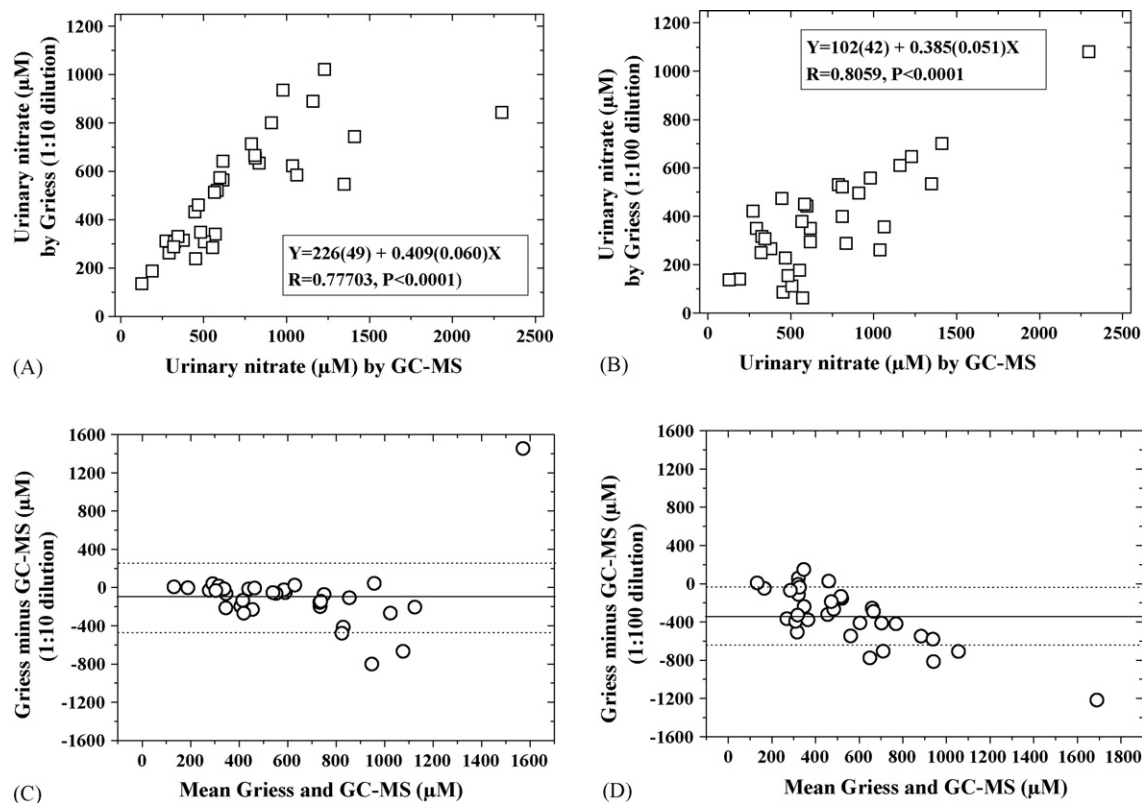 Urinary nitrate (μM)
by Griess (1:10 dilution)
1200
1000
800
600
400
200
0
Y=226(49) + 0.409(0.060)X
R=0.77703, P<0.0001)
0 500 1000 1500 2000 2500
(A) Urinary nitrate (μM) by GC-MS
Urinary nitrate (μM)
by Griess (1:100 dilution)
1200
1000
800
600
400
200
0
Y=102(42) + 0.385(0.051)X
R=0.8059, P<0.0001
0 500 1000 1500 2000 2500
(B) Urinary nitrate (μM) by GC-MS
Griess minus GC-MS (μM)
(1:10 dilution)
1600
1200
800
400
0
-400
-800
-1200
-1600
0 200 400 600 800 1000 1200 1400 1600
(C) Mean Griess and GC-MS (μM)
Griess minus GC-MS (μM)
(1:100 dilution)
1600
1200
800
400
0
-400
-800
-1200
-1600
0 200 400 600 800 1000 1200 1400 1600 1800
(D) Mean Griess and GC-MS (μM)